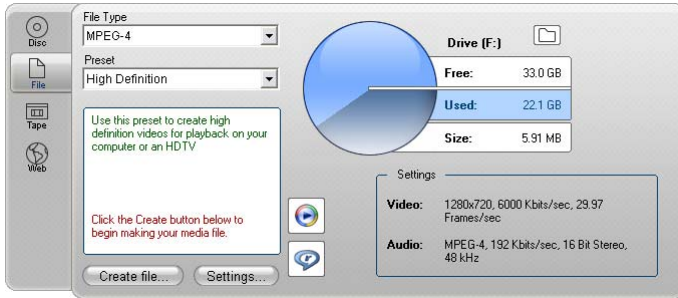 Disc
File
Tape
Web
File Type
MPEG-4
Preset
High Definition
Use this preset to create high
definition videos for playback on your
computer or an HDTV
Click the Create button below to
begin making your media file.
Create file...
Settings...
Drive (F:)
Free: 33.0 GB
Used: 22.1 GB
Size: 5.91 MB
Settings
Video: 1280x720, 6000 Kbits/sec, 29.97
Frames/sec
Audio: MPEG-4, 192 Kbits/sec, 16 Bit Stereo,
48 kHz